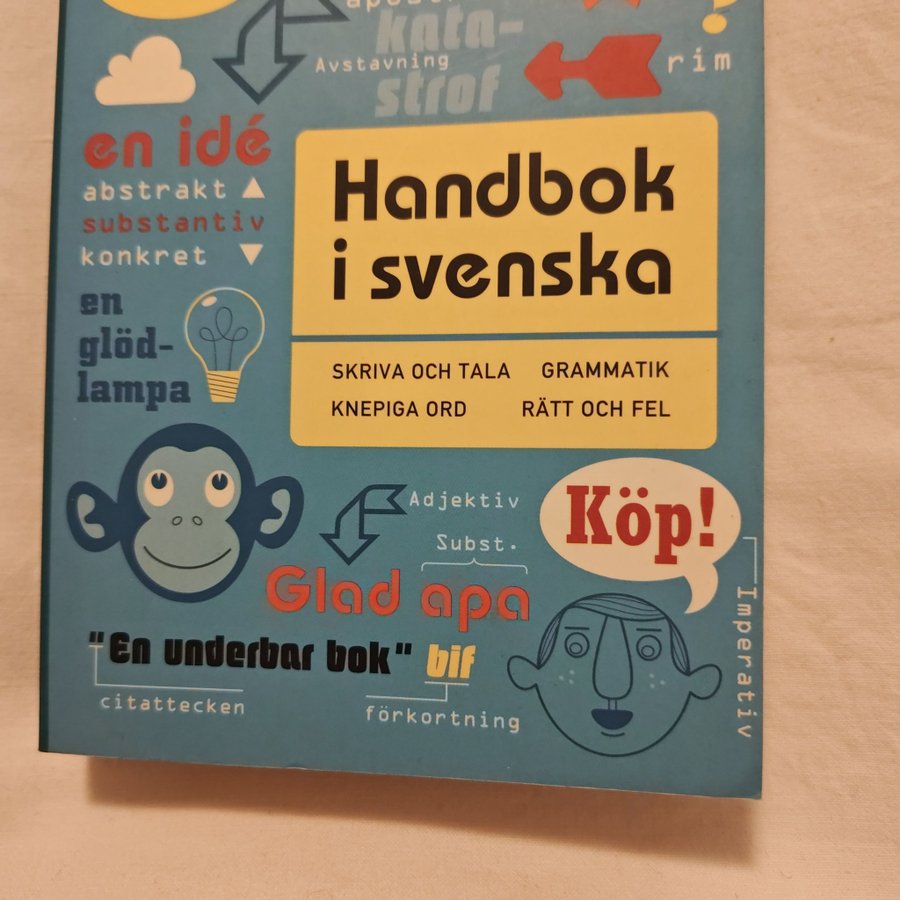 Avstavning
kata-
strof
rim
en idé
abstrakt
substantiv
konkret
en
glöd-
lampa
Handbok
i svenska
SKRIVA OCH TALA GRAMMATIK
KNEPIGA ORD RÄTT OCH FEL
Adjektiv
Subst.
Glad apa
Köp!
Imperativ
"En underbar bok" bif
citattecken
förkortning